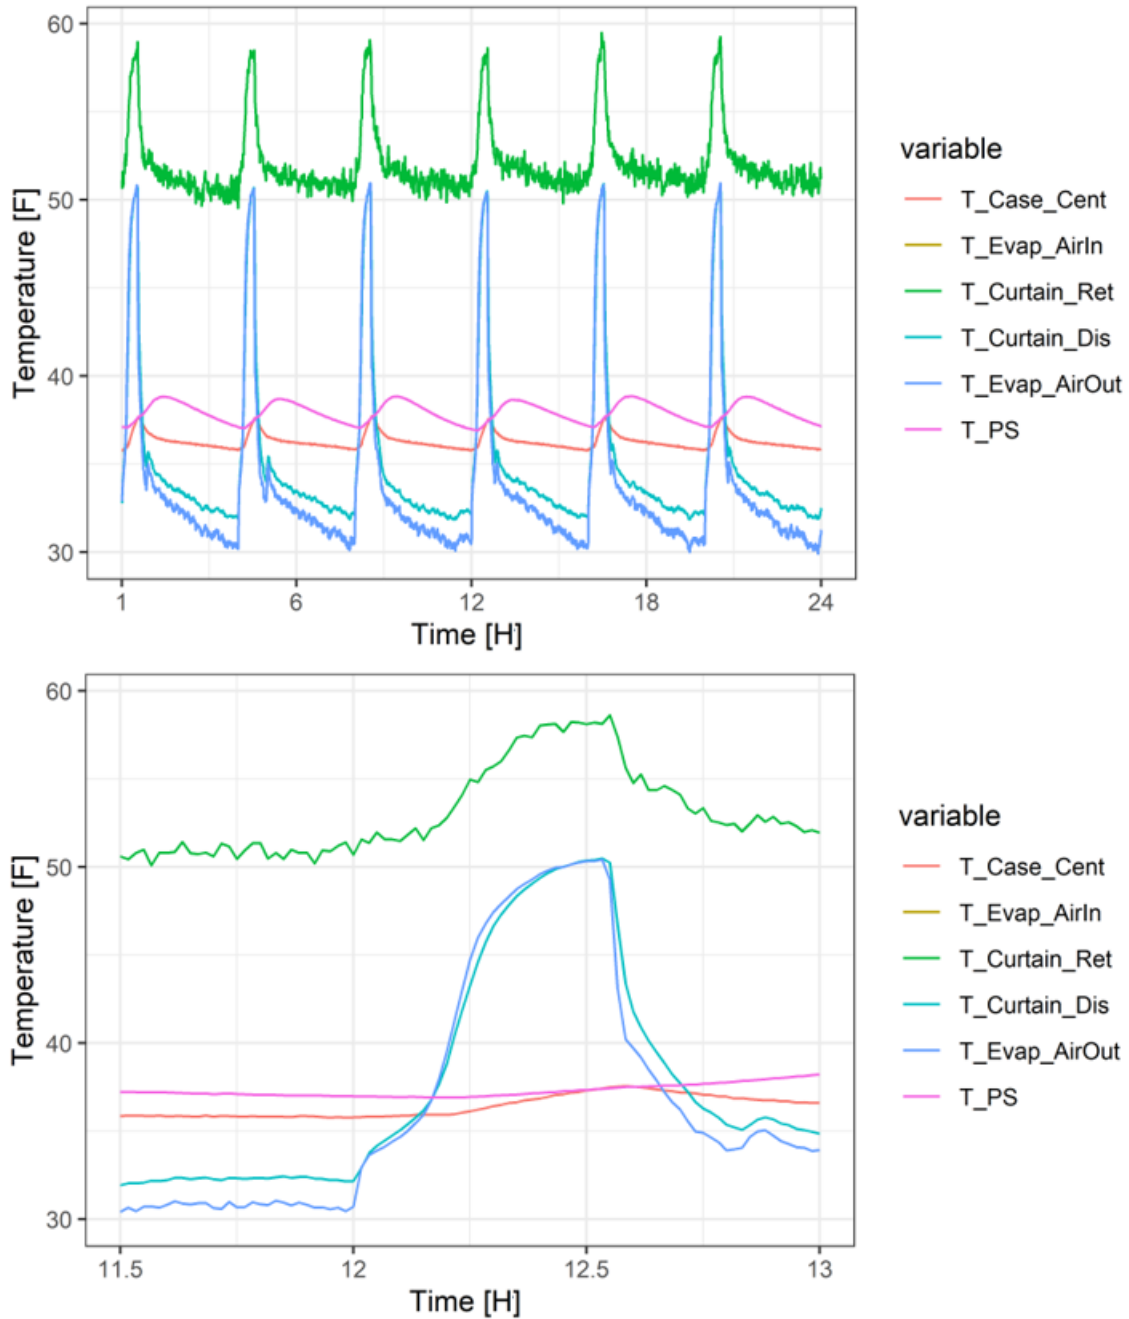 60
50
40
30
Temperature [F]
1
6
12
18
24
Time [H]
variable
T_Case_Cent
T_Evap_AirIn
T_Curtain_Ret
T_Curtain_Dis
T_Evap_AirOut
T_PS
60
50
40
30
Temperature [F]
11.5
12
12.5
13
Time [H]
variable
T_Case_Cent
T_Evap_AirIn
T_Curtain_Ret
T_Curtain_Dis
T_Evap_AirOut
T_PS